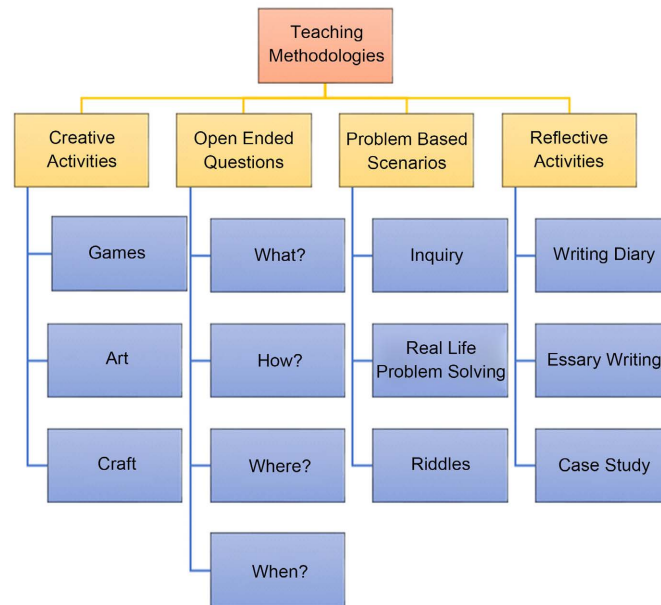 Teaching
Methodologies
Creative
Activities
Open Ended
Questions
Problem Based
Scenarios
Reflective
Activities
Games
Art
Craft
What?
How?
Where?
When?
Inquiry
Real Life
Problem Solving
Riddles
Writing Diary
Essary Writing
Case Study